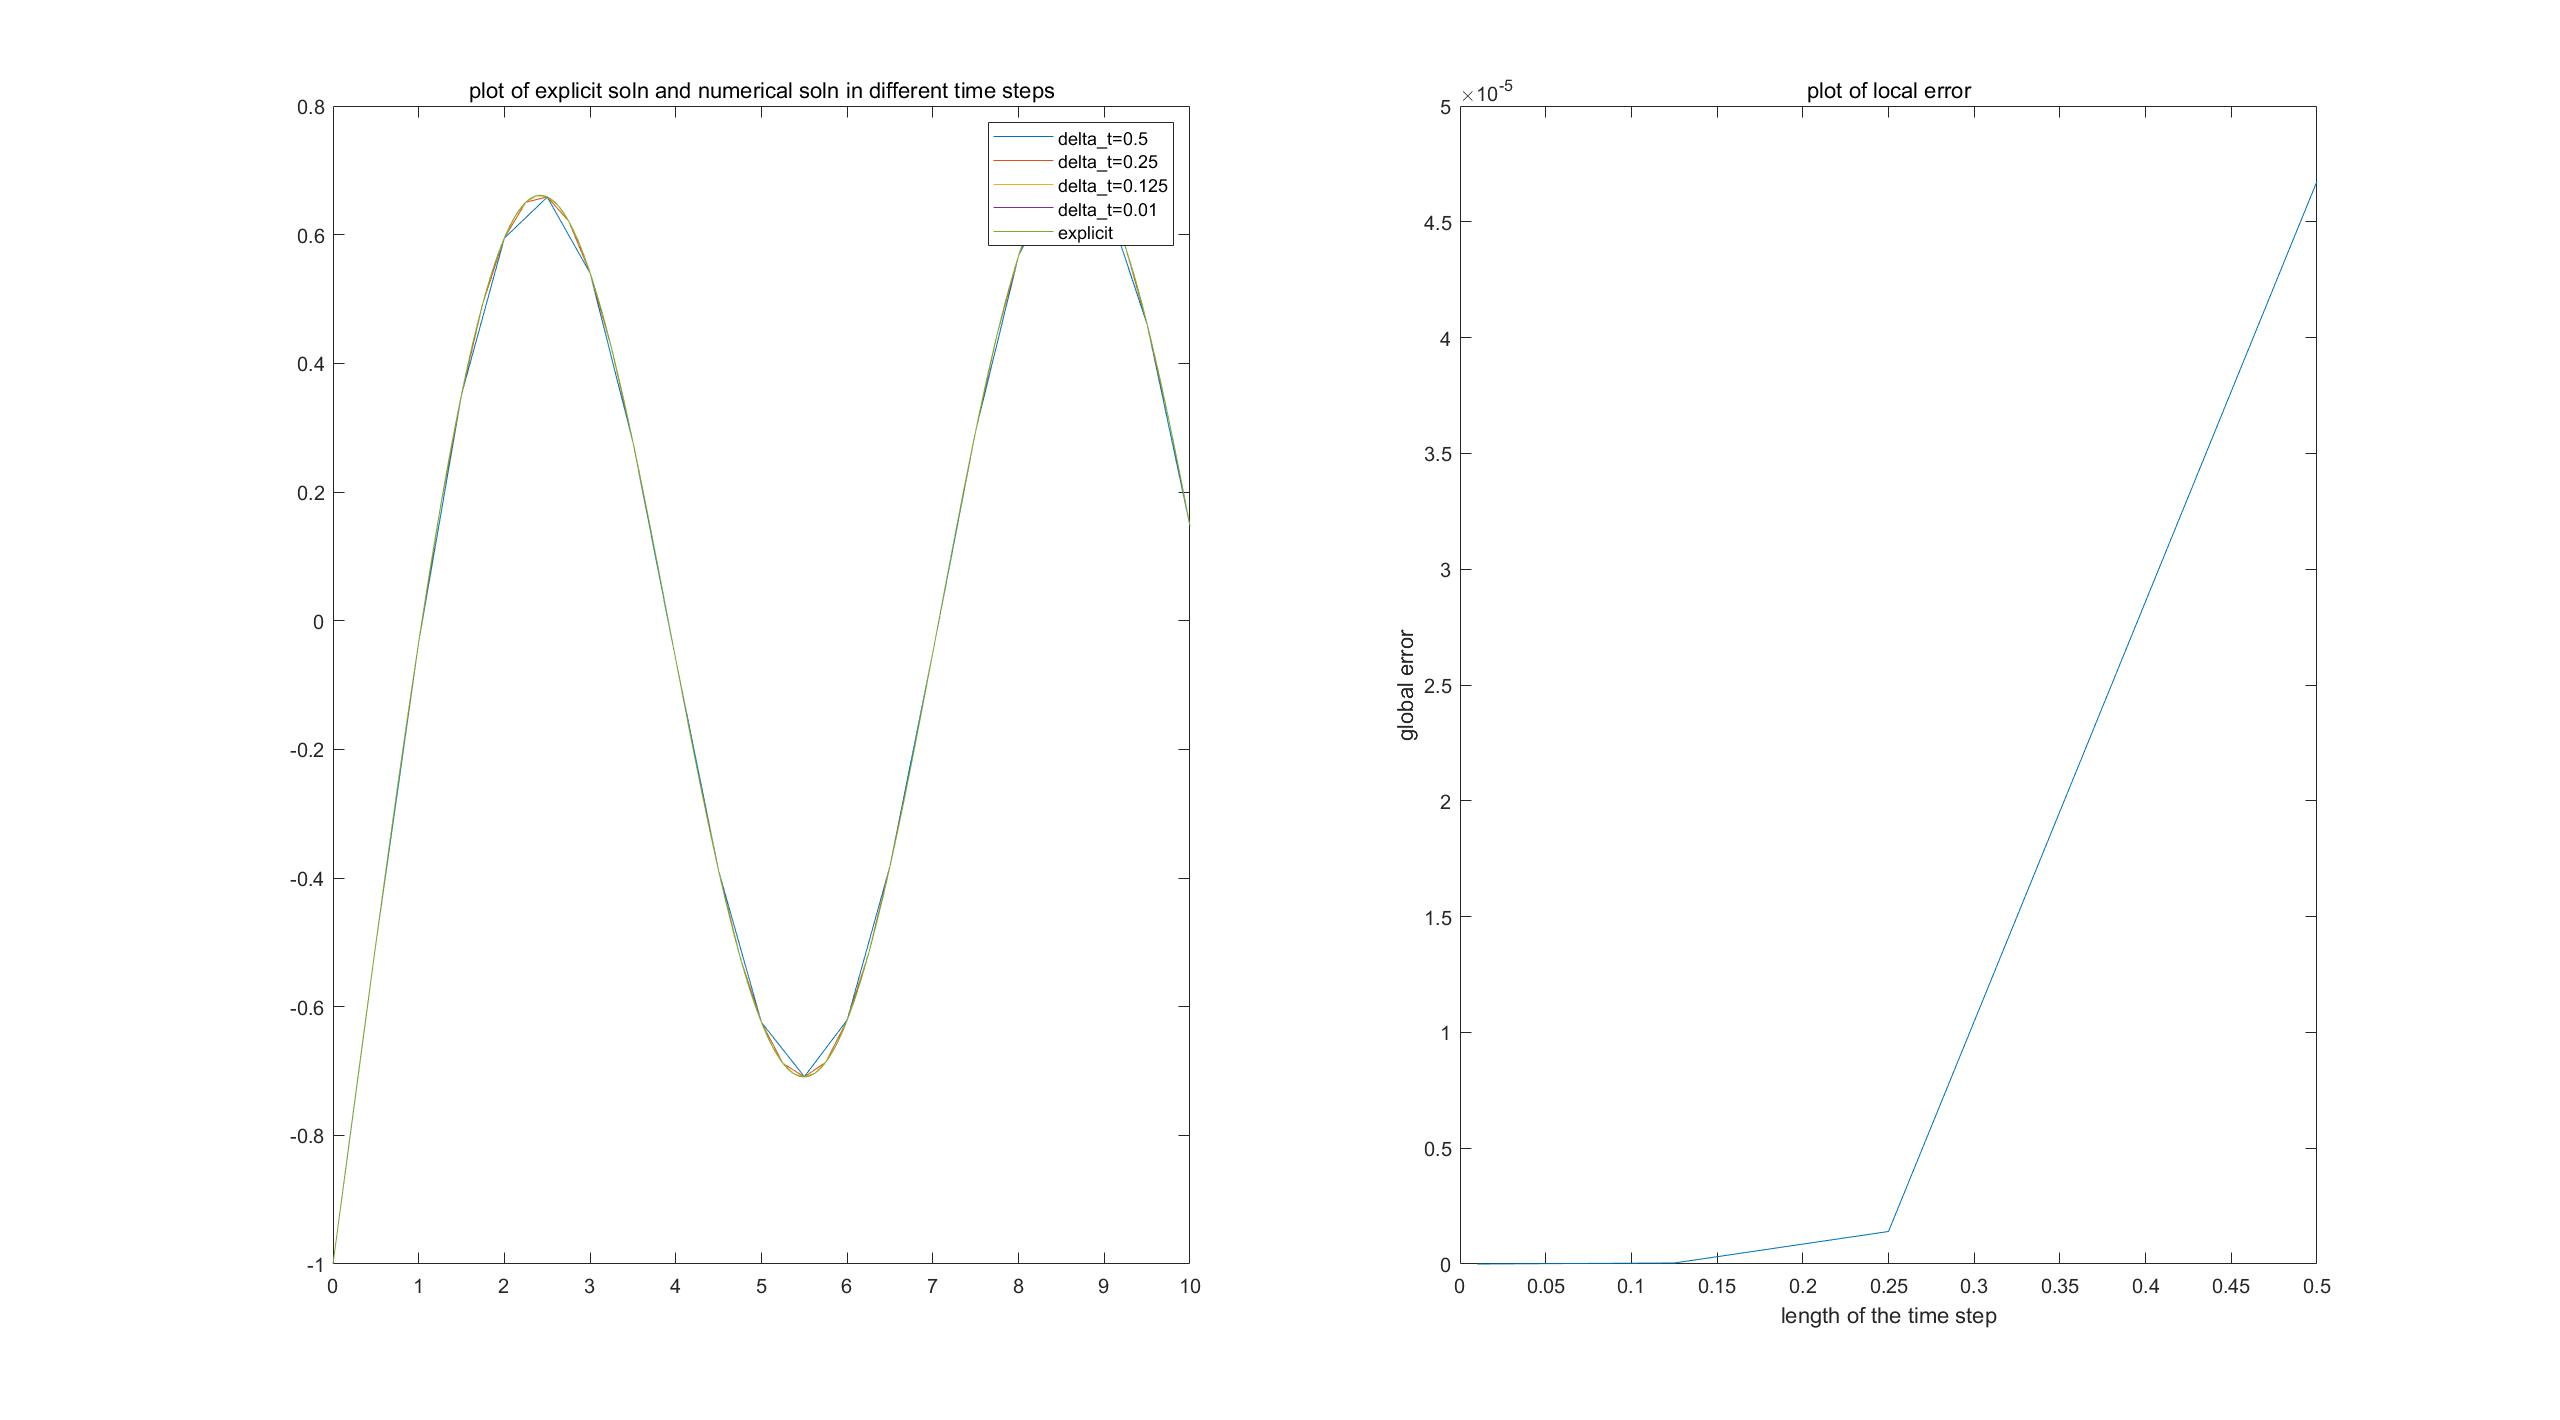 plot of explicit soln and numerical soln in different time steps
0.8
0.6
0.4
0.2
0
-0.2
-0.4
-0.6
-0.8
-1
0 1 2 3 4 5 6 7 8 9 10
delta_t=0.5
delta_t=0.25
delta_t=0.125
delta_t=0.01
explicit
plot of local error
×10-5
5
4.5
4
3.5
3
2.5
2
1.5
1
0.5
0
global error
0 0.05 0.1 0.15 0.2 0.25 0.3 0.35 0.4 0.45 0.5
length of the time step